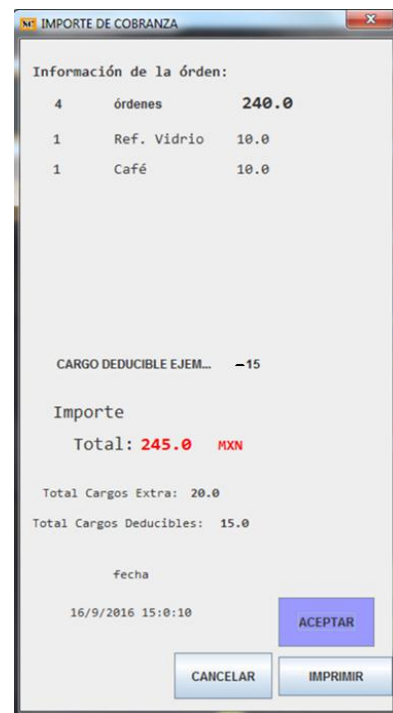 IMPORTE DE COBRANZA
Información de la órden:
4 órdenes 240.0
1 Ref. Vidrio 10.0
1 Café 10.0
CARGO DEDUCIBLE EJEM... -15
Importe
Total: 245.0 MXN
Total Cargos Extra: 20.0
Total Cargos Deducibles: 15.0
fecha
16/9/2016 15:0:10
ACEPTAR
CANCELAR IMPRIMIR